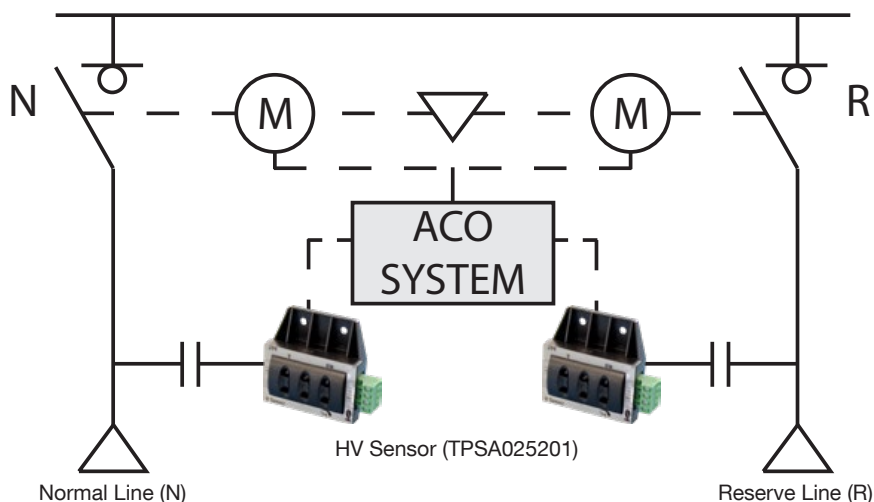 N
M
M
R
ACO
SYSTEM
HV Sensor (TPSA025201)
Normal Line (N)
Reserve Line (R)